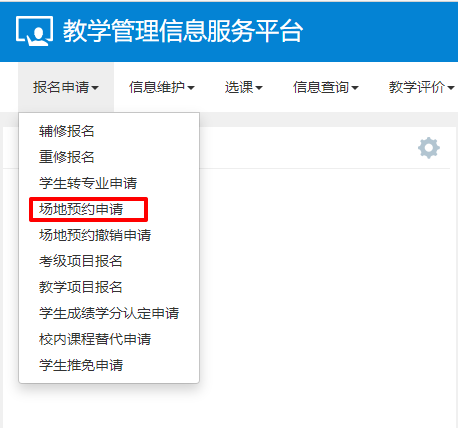 教学管理信息服务平台
报名申请 信息维护 选课 信息查询 教学评价
辅修报名
重修报名
学生转专业申请
场地预约申请
场地预约撤销申请
考级项目报名
教学项目报名
学生成绩学分认定申请
校内课程替代申请
学生推免申请